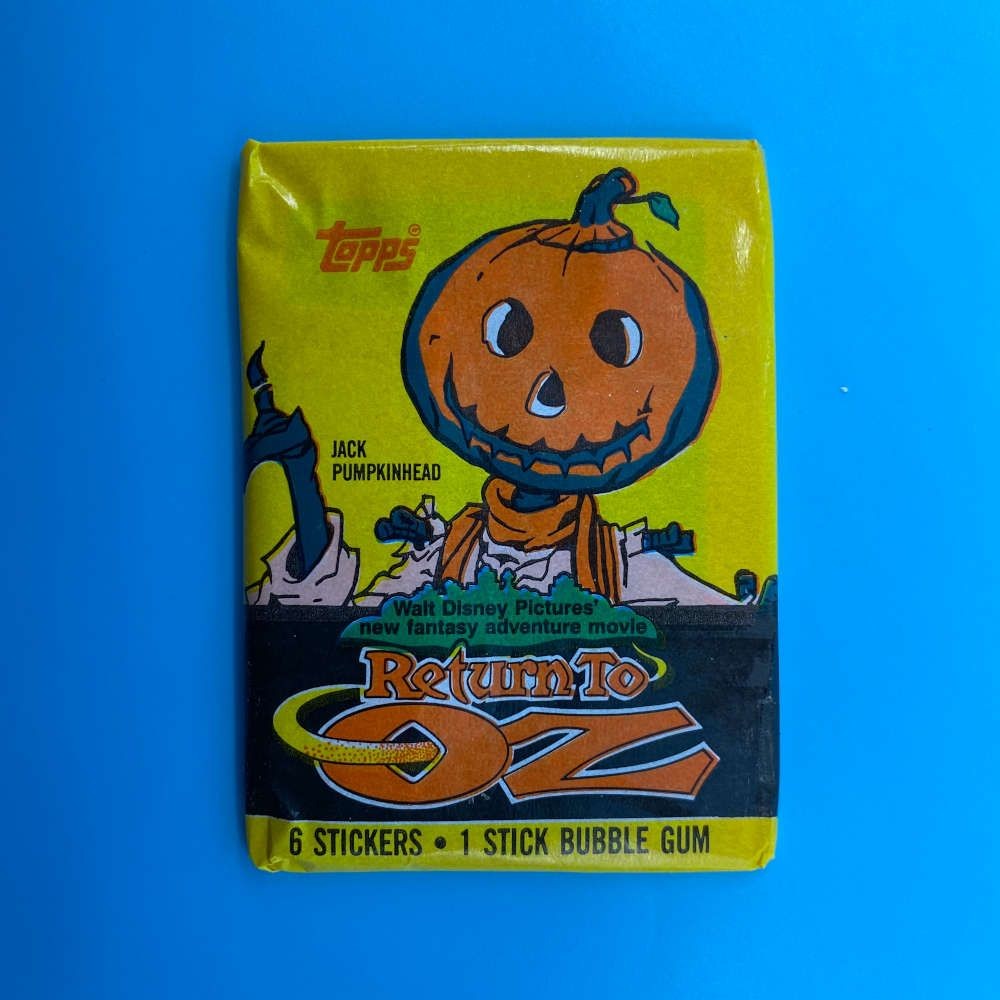 topps®
JACK
PUMPKINHEAD
Walt Disney Pictures'
new fantasy adventure movie
Return To
OZ
6 STICKERS • 1 STICK BUBBLE GUM